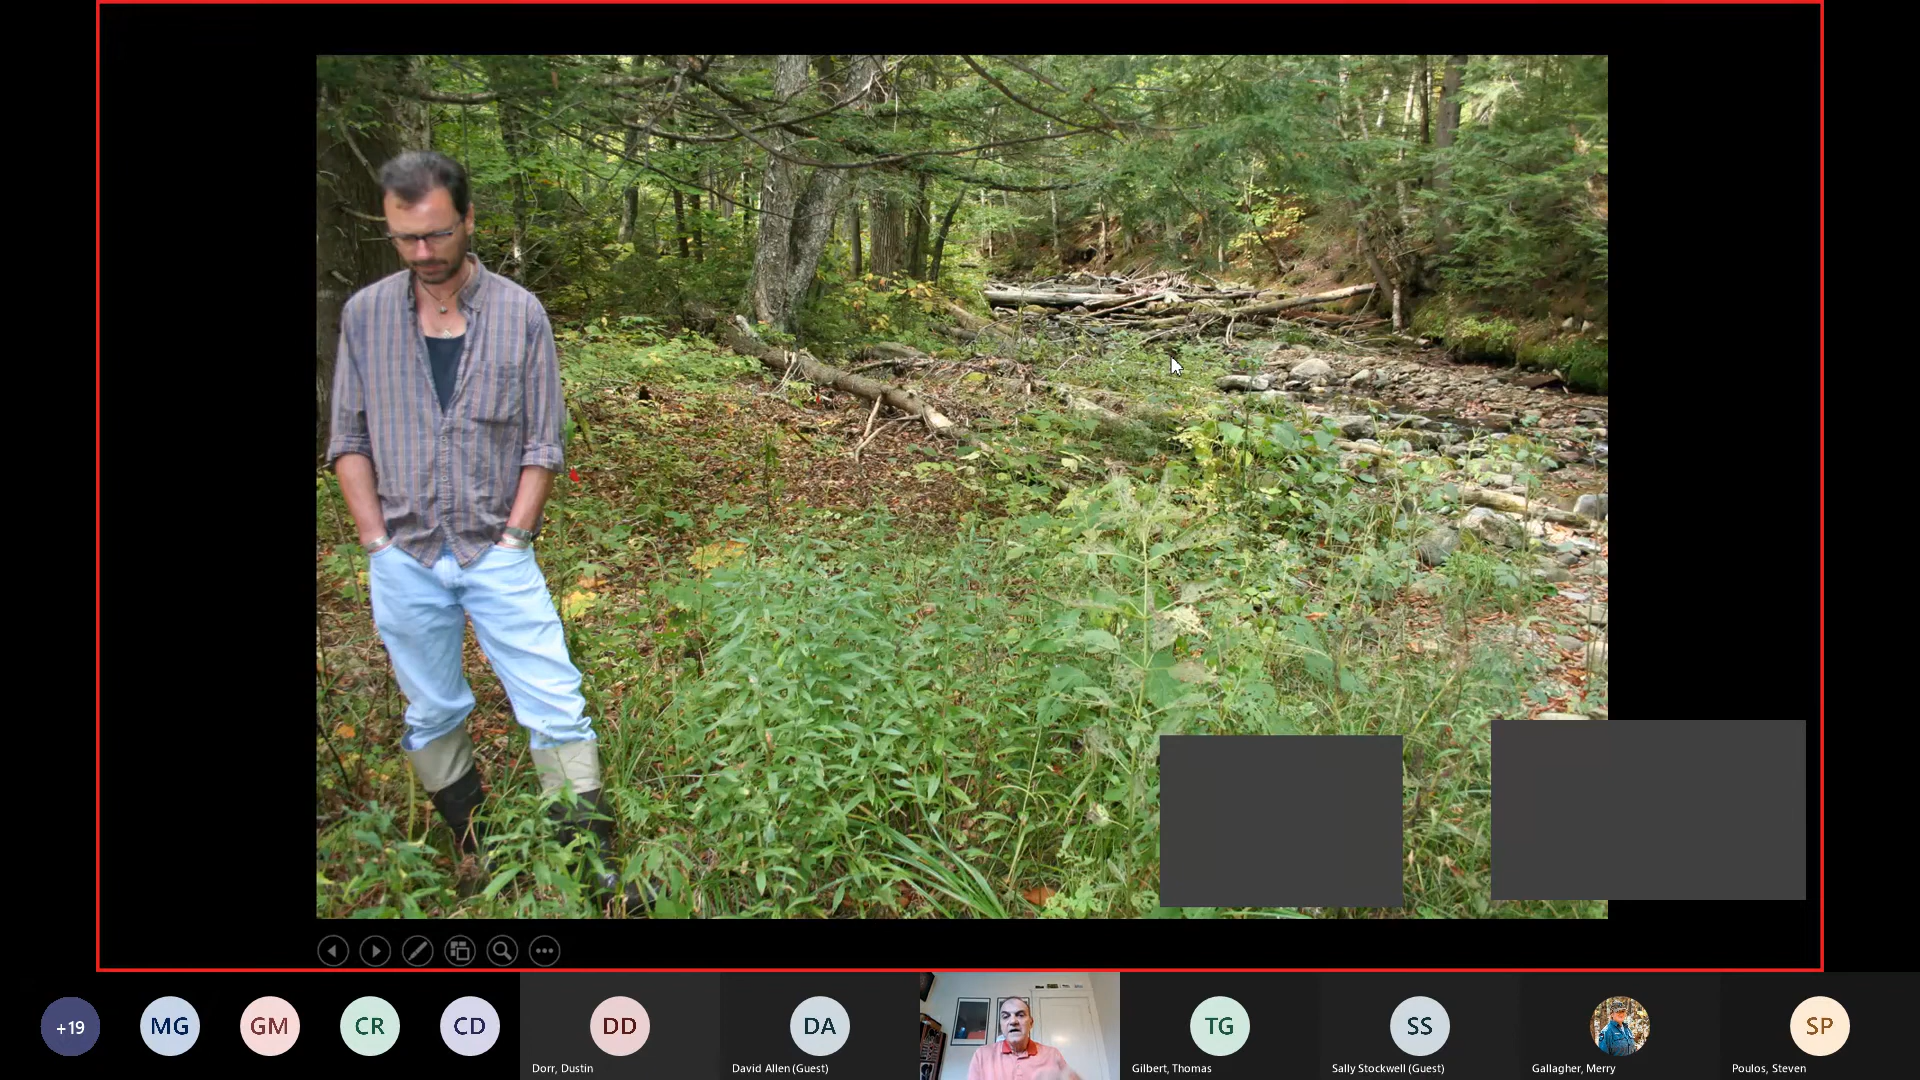 +19
MG
GM
CR
CD
DD
Dorr, Dustin
DA
David Allen (Guest)
TG
Gilbert, Thomas
SS
Sally Stockwell (Guest)
Gallagher, Merry
SP
Poulos, Steven